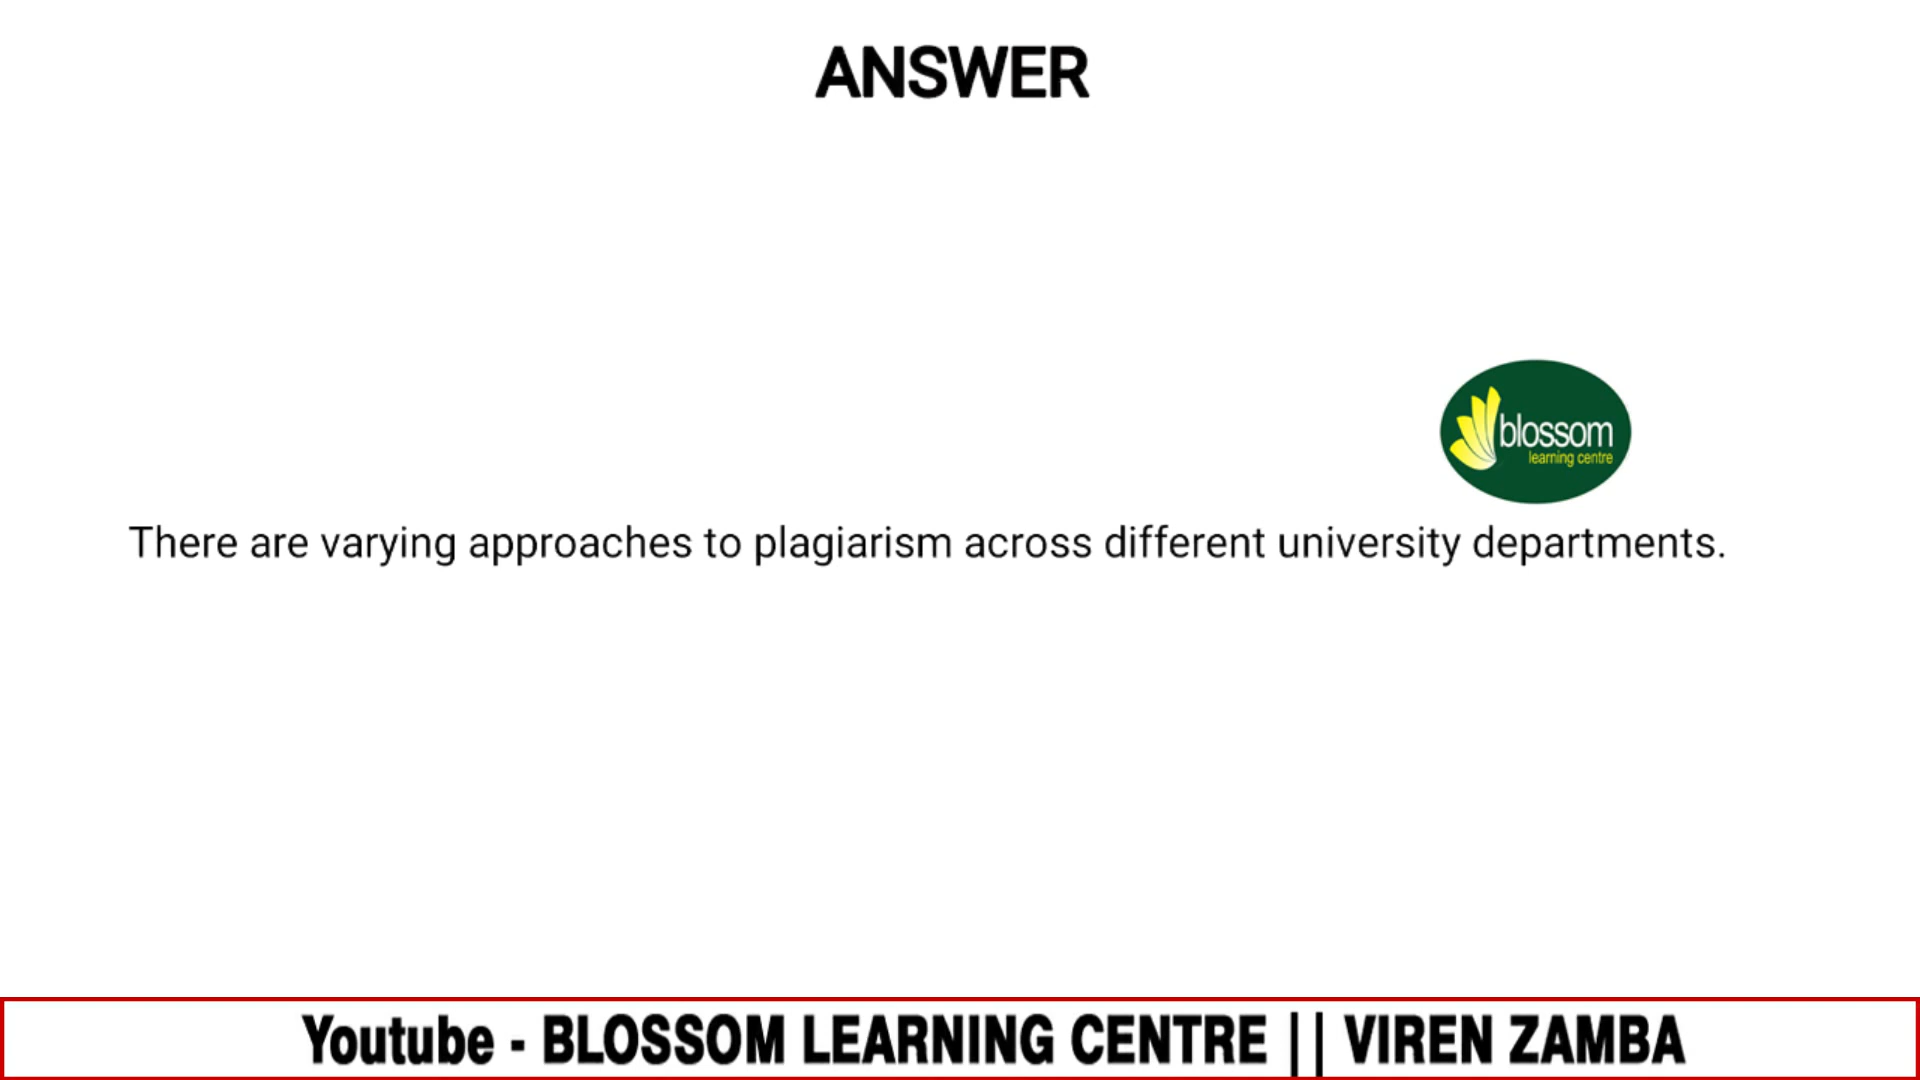 ANSWER
blossom
learning centre
There are varying approaches to plagiarism across different university departments.
Youtube - BLOSSOM LEARNING CENTRE || VIREN ZAMBA